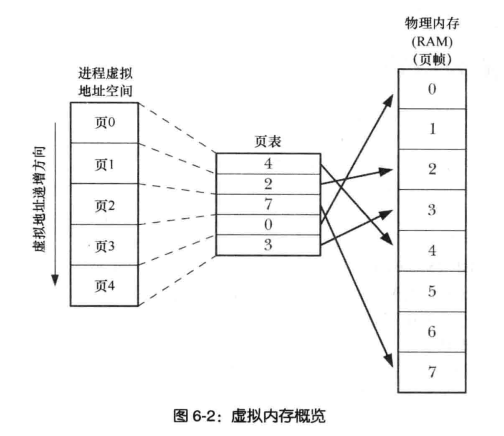 物理内存
(RAM)
(页帧)
进程虚拟
地址空间
虚拟地址递增方向
页0
页1
页2
页3
页4
页表
4
2
7
0
3
0
1
2
3
4
5
6
7
图 6-2：虚拟内存概览